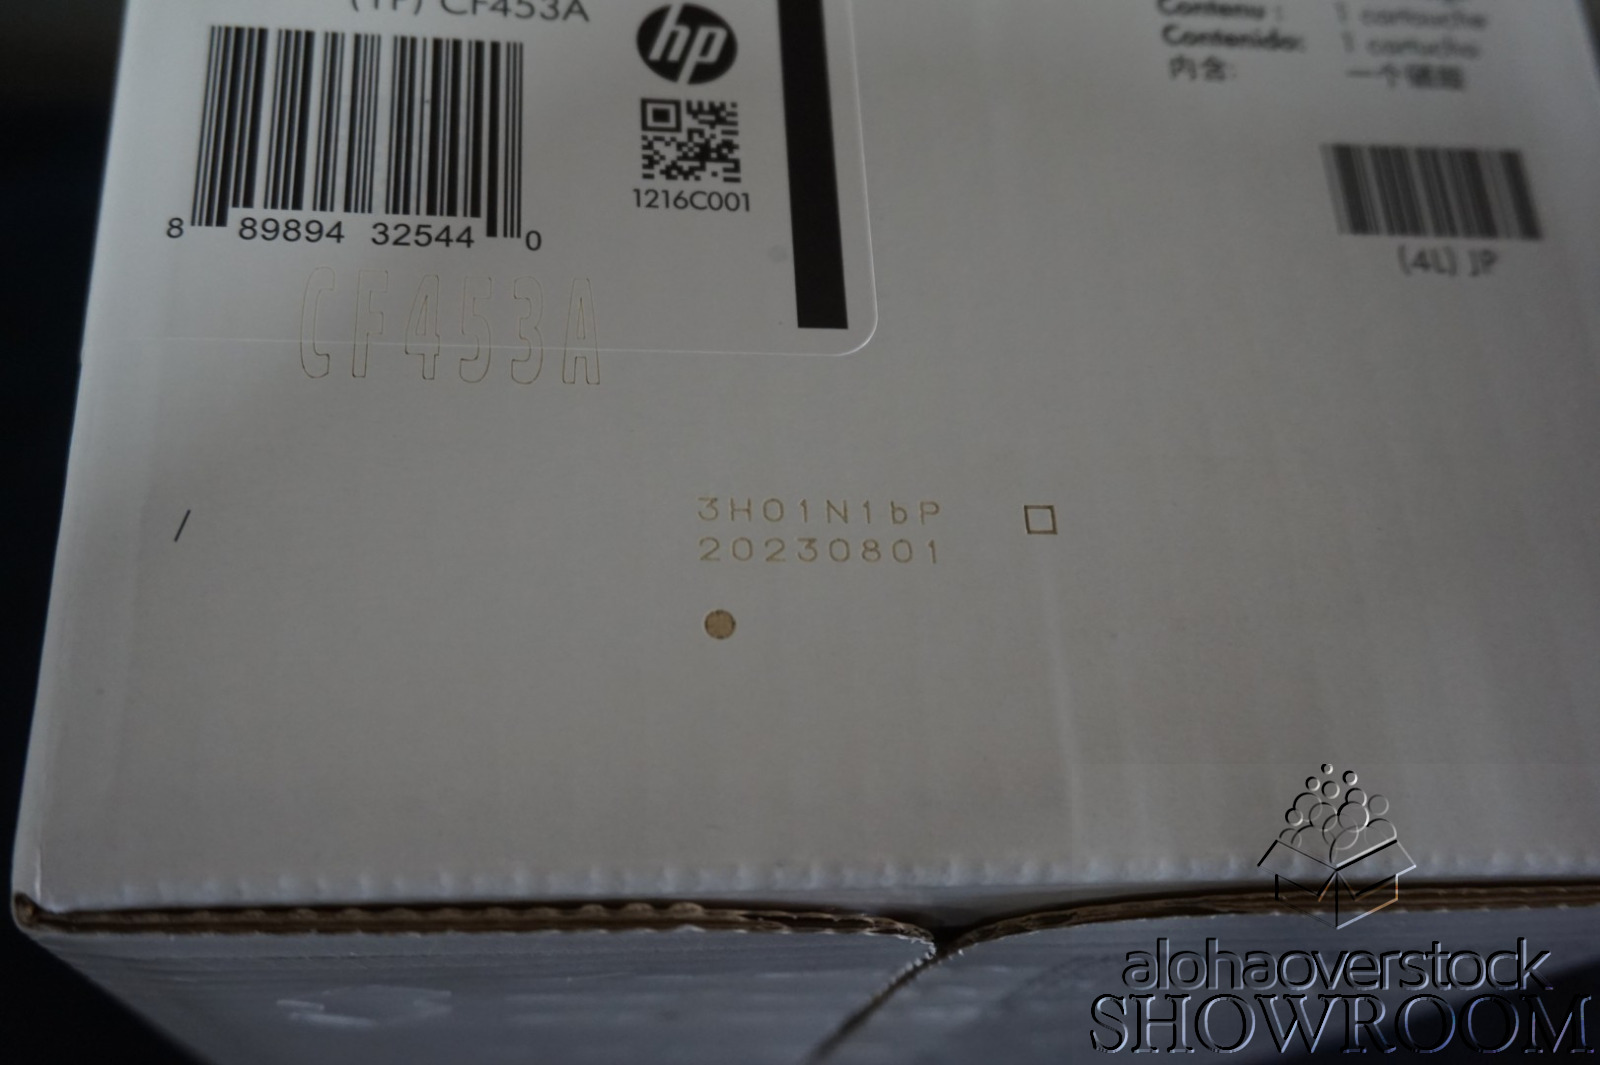 (1P) CF453A
hp
8 89894 32544 0
1216C001
Contenu : 1 cartouche
Contenido: 1 cartucho
内含: 一个硒鼓
(4L) JP
CF453A
/
3H01N1bP
20230801
alohaoverstock
SHOWROOM